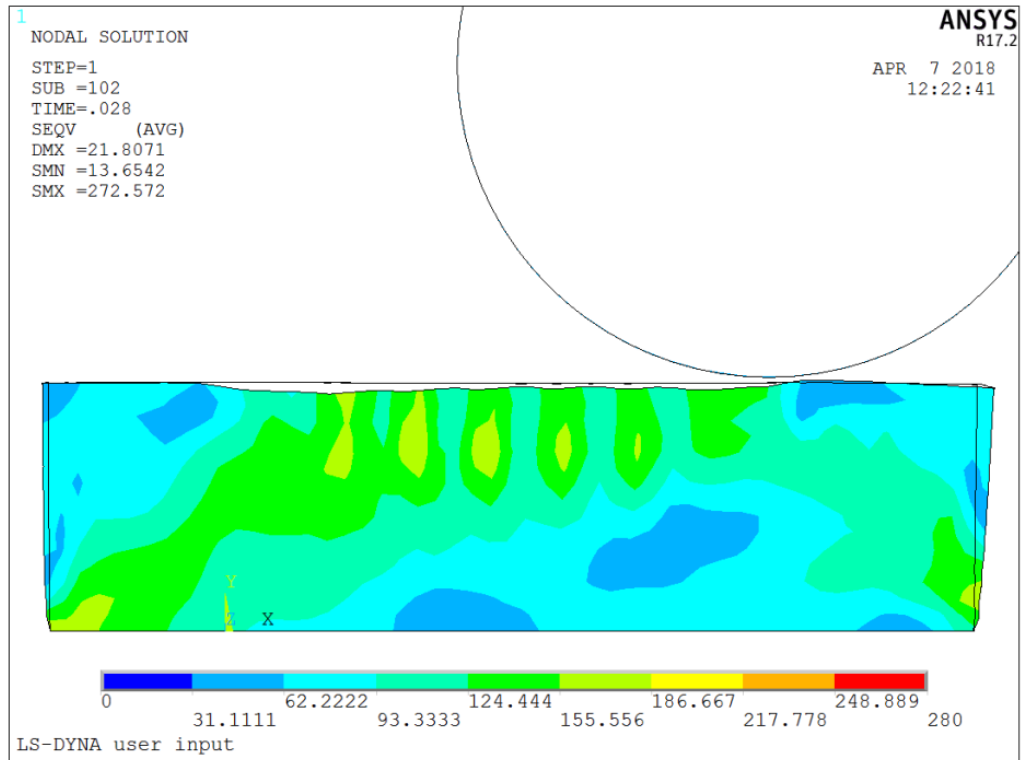 1
NODAL SOLUTION
STEP=1
SUB =102
TIME=.028
SEQV (AVG)
DMX =21.8071
SMN =13.6542
SMX =272.572
ANSYS
R17.2
APR 7 2018
12:22:41
Y
Z X
0 62.2222 124.444 186.667 248.889
31.1111 93.3333 155.556 217.778 280
LS-DYNA user input